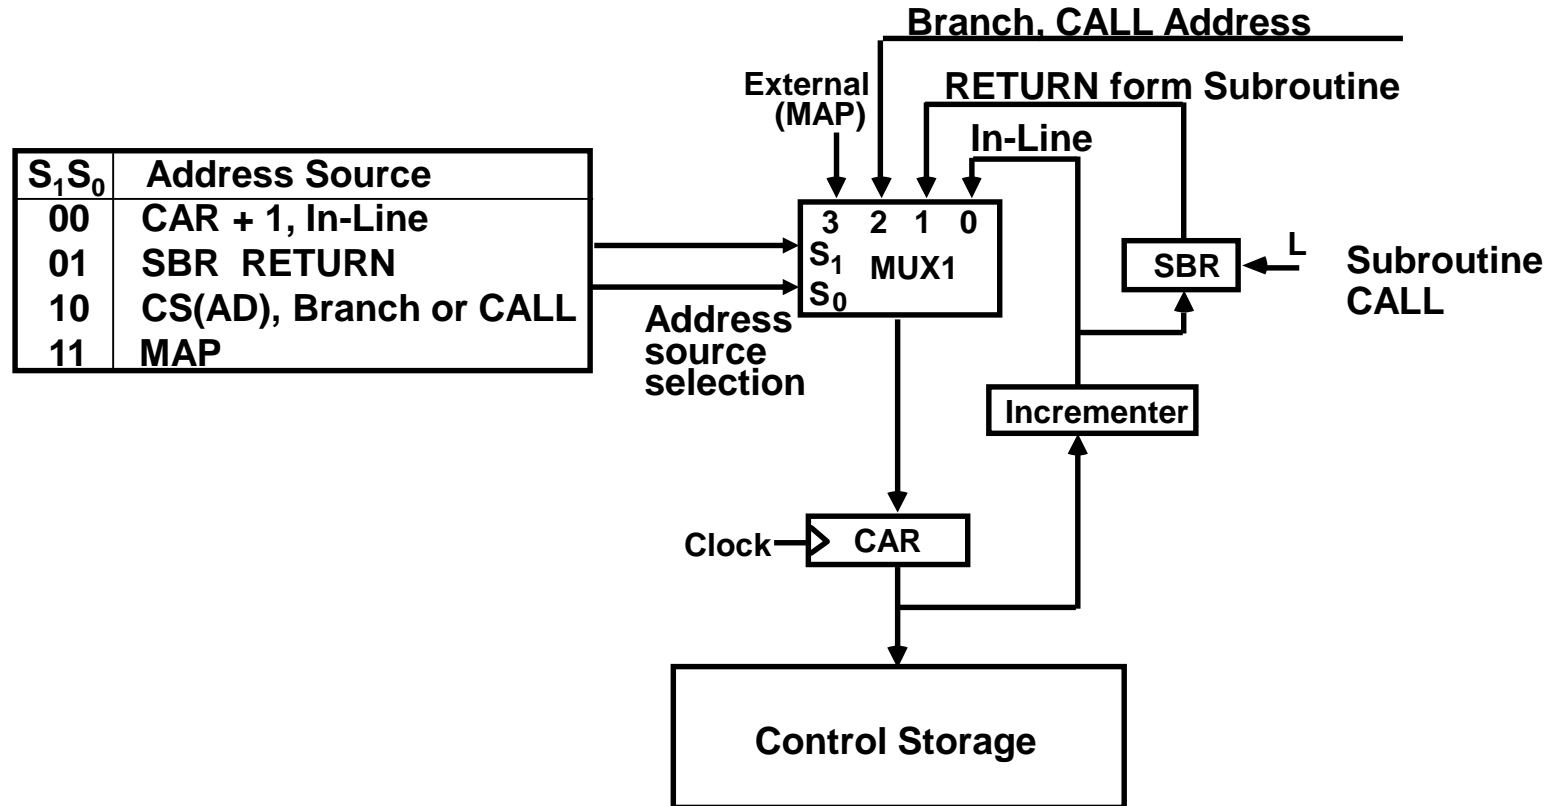 Branch, CALL Address
External
(MAP)
RETURN form Subroutine
In-Line
S1S0 Address Source
00 CAR + 1, In-Line
01 SBR RETURN
10 CS(AD), Branch or CALL
11 MAP
3 2 1 0
S1
MUX1
S0
SBR
L
Subroutine
CALL
Address
source
selection
Incrementer
Clock
CAR
Control Storage